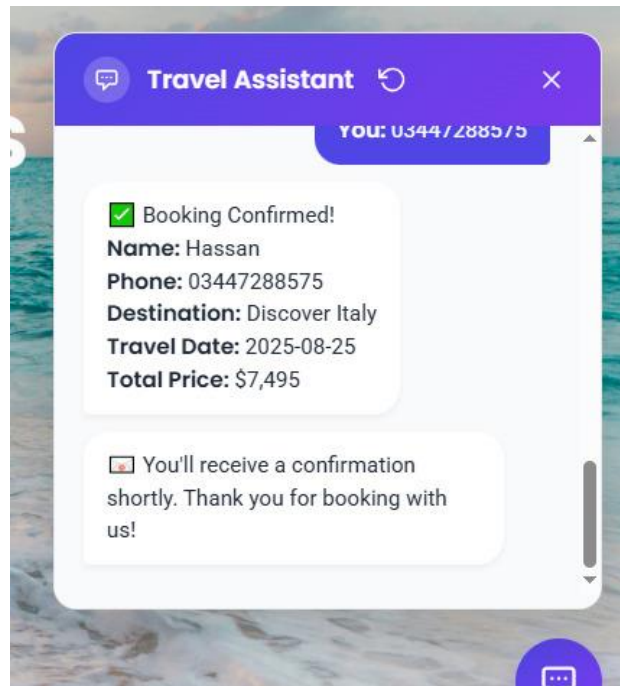 Travel Assistant
S
You: 03447288575
✅ Booking Confirmed!
Name: Hassan
Phone: 03447288575
Destination: Discover Italy
Travel Date: 2025-08-25
Total Price: $7,495
📨 You'll receive a confirmation
shortly. Thank you for booking with
us!